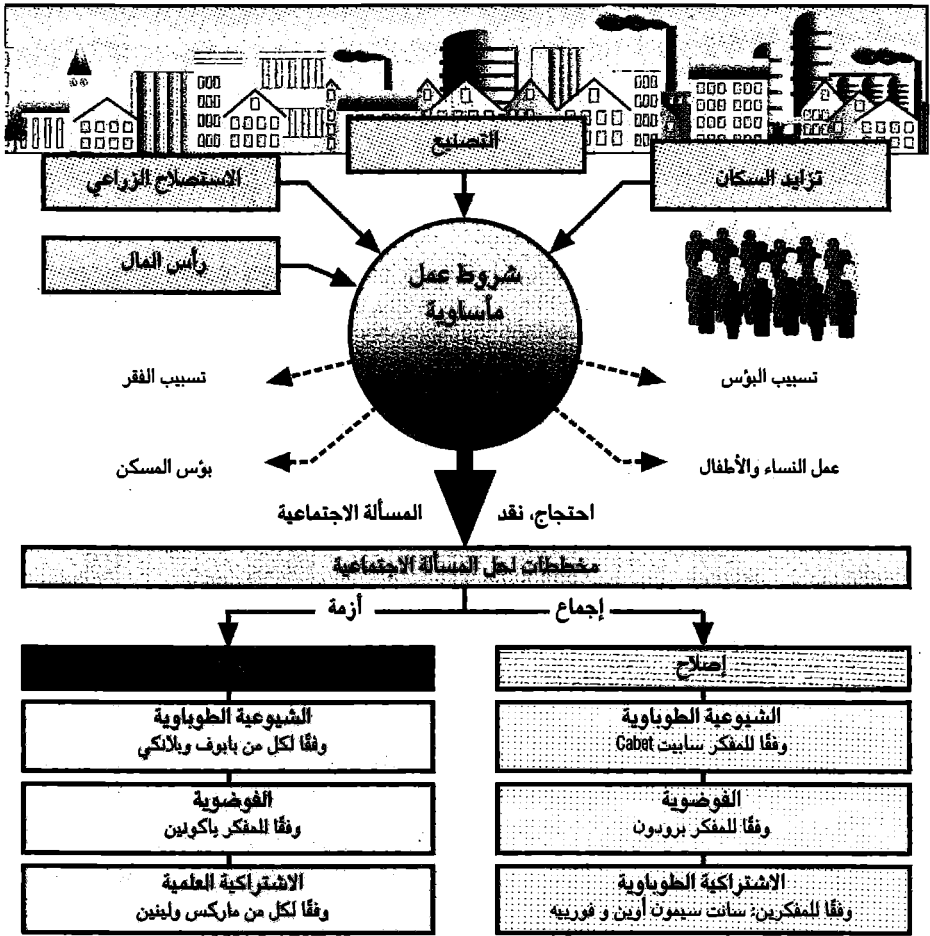 التصنيع
تزايد السكان
الاستصلاح الزراعي
رأس المال
شروط عمل
مأساوية
تسبيب البؤس
تسبيب الفقر
عمل النساء والأطفال
بؤس المسكن
احتجاج، نقد
المسألة الاجتماعية
مخططات لحل المسألة الاجتماعية
إجماع
أزمة
إصلاح
الشيوعية الطوباوية
وفقًا للمفكر سابيت Cabet
الفوضوية
وفقًا للمفكر برودون
الاشتراكية الطوباوية
وفقًا للمفكرين: سانت سيمون أوين و فورييه
الشيوعية الطوباوية
وفقًا لكل من بابوف وبلانكي
الفوضوية
وفقًا للمفكر باكونين
الاشتراكية العلمية
وفقًا لكل من ماركس ولينين